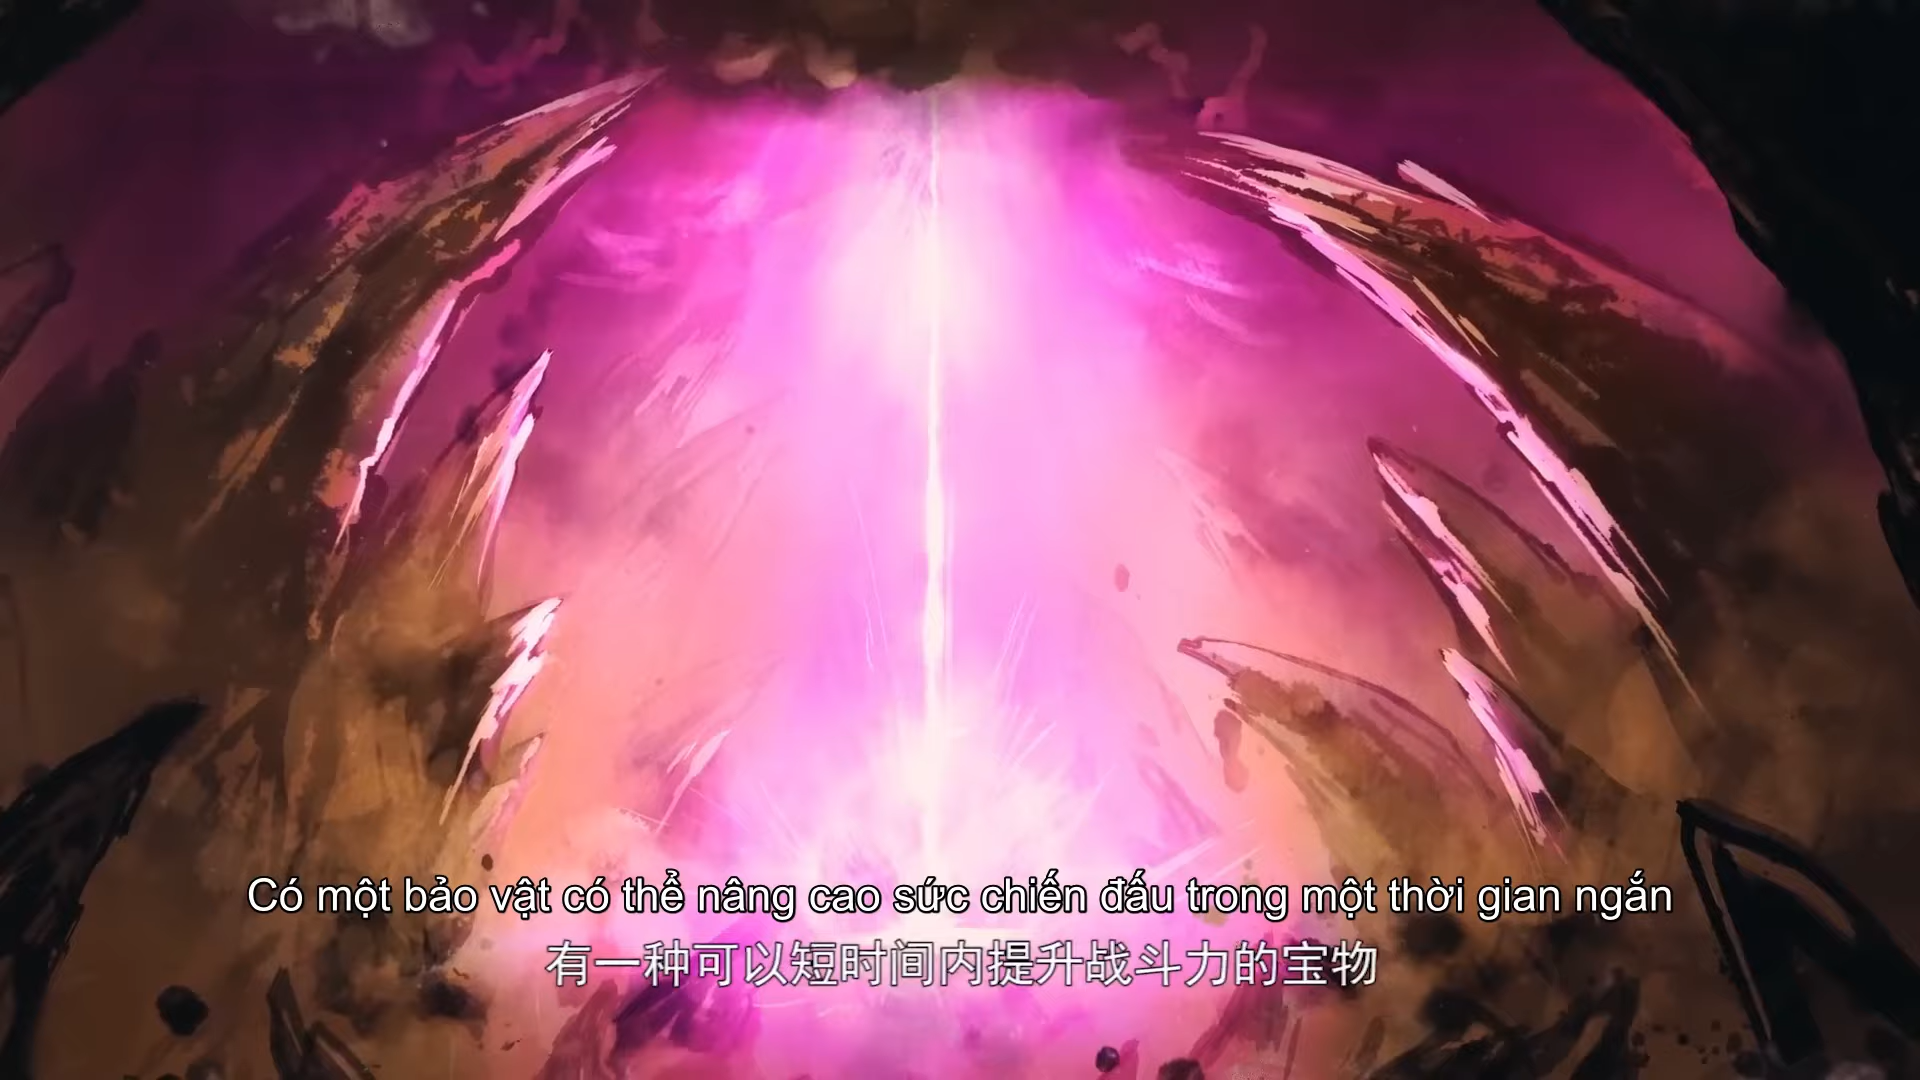 Có một bảo vật có thể nâng cao sức chiến đấu trong một thời gian ngắn
有一种可以短时间内提升战斗力的宝物